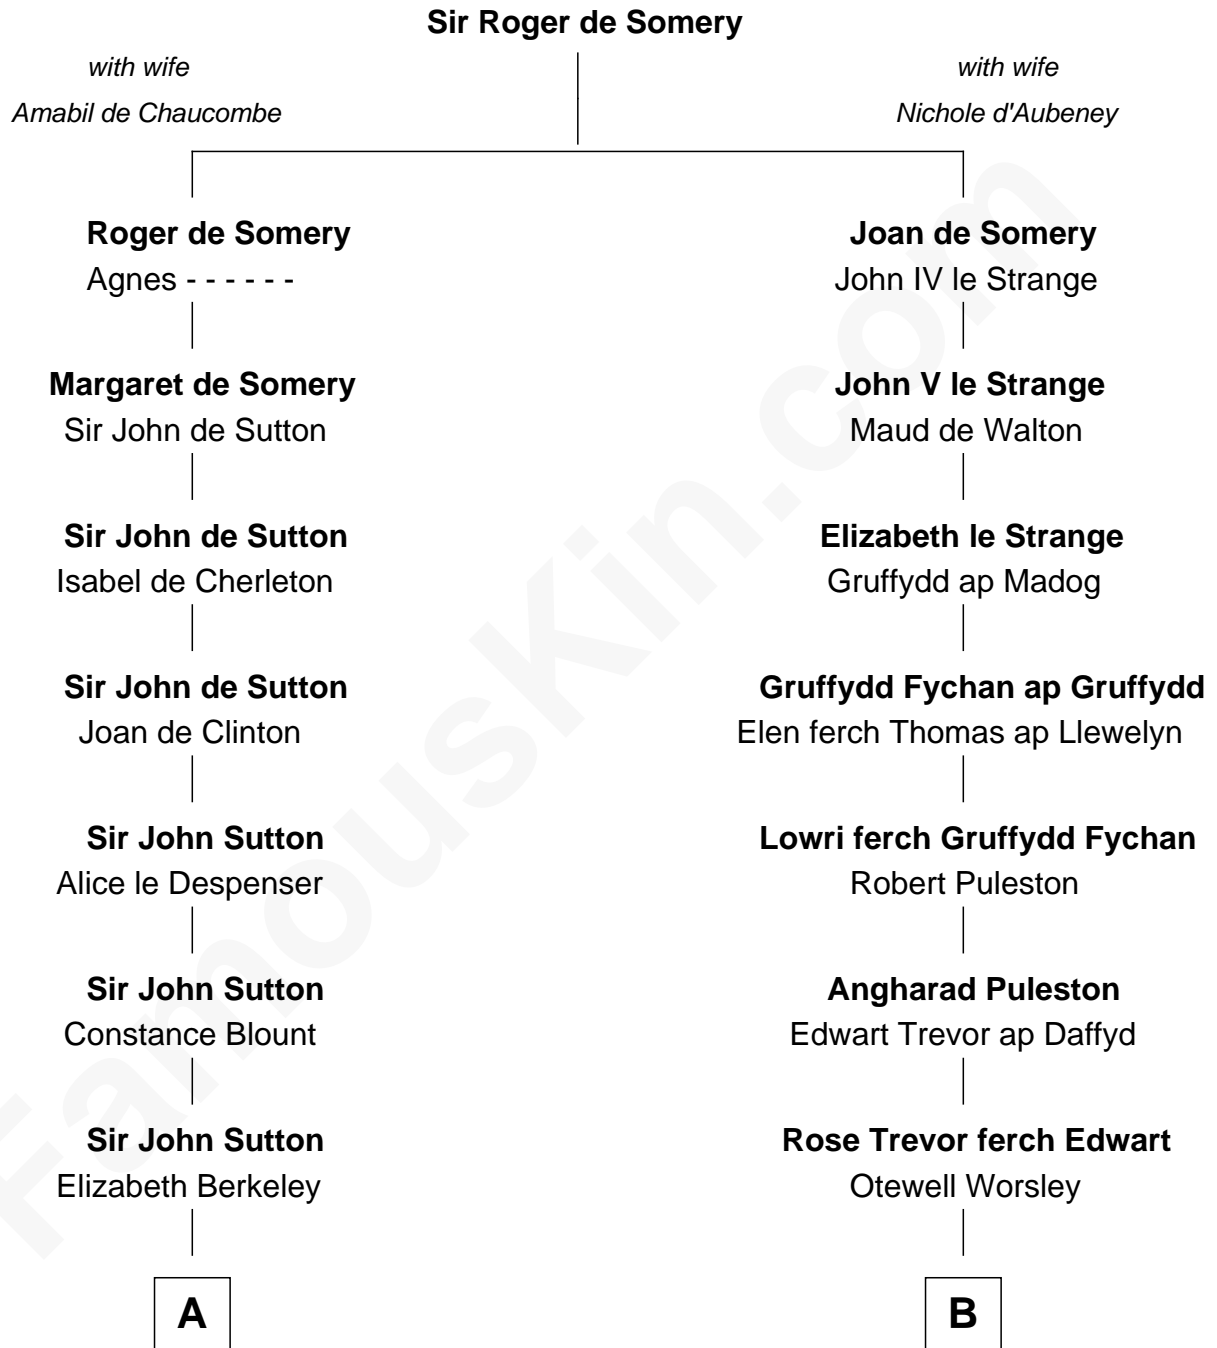 Sir Roger de Somery
with wife
Amabil de Chaucombe
with wife
Nichole d'Aubeney
Roger de Somery
Agnes - - - - - -
Margaret de Somery
Sir John de Sutton
Sir John de Sutton
Isabel de Cherleton
Sir John de Sutton
Joan de Clinton
Sir John Sutton
Alice le Despenser
Sir John Sutton
Constance Blount
Sir John Sutton
Elizabeth Berkeley
A
Joan de Somery
John IV le Strange
John V le Strange
Maud de Walton
Elizabeth le Strange
Gruffydd ap Madog
Gruffydd Fychan ap Gruffydd
Elen ferch Thomas ap Llewelyn
Lowri ferch Gruffydd Fychan
Robert Puleston
Angharad Puleston
Edwart Trevor ap Daffyd
Rose Trevor ferch Edwart
Otewell Worsley
B
FamousKin.com